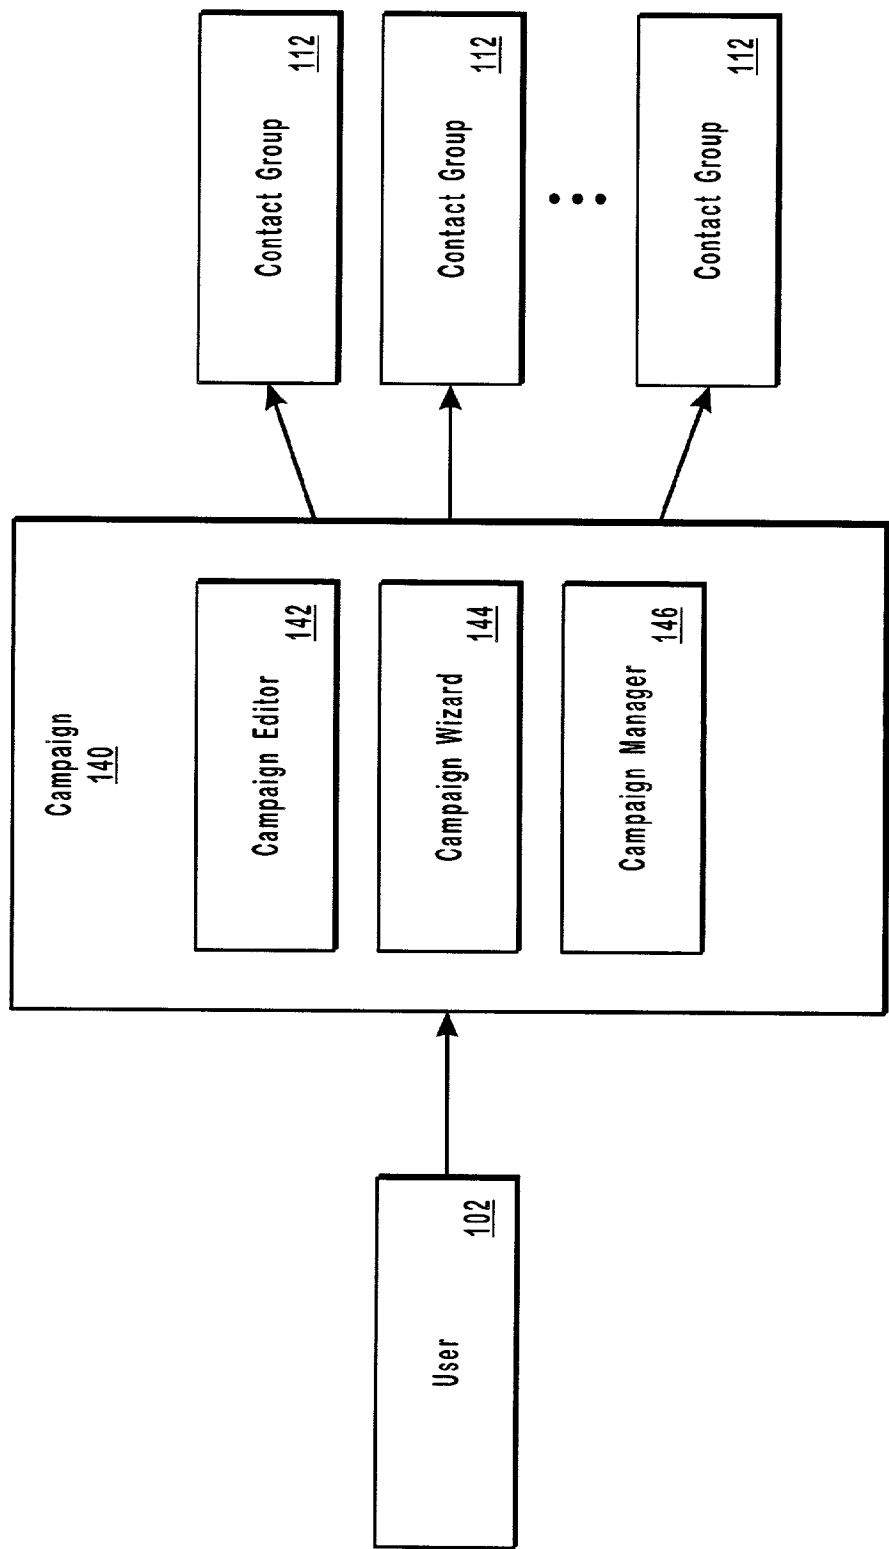 User
102
Campaign
140
Campaign Editor
142
Campaign Wizard
144
Campaign Manager
146
Contact Group
112
Contact Group
112
Contact Group
112